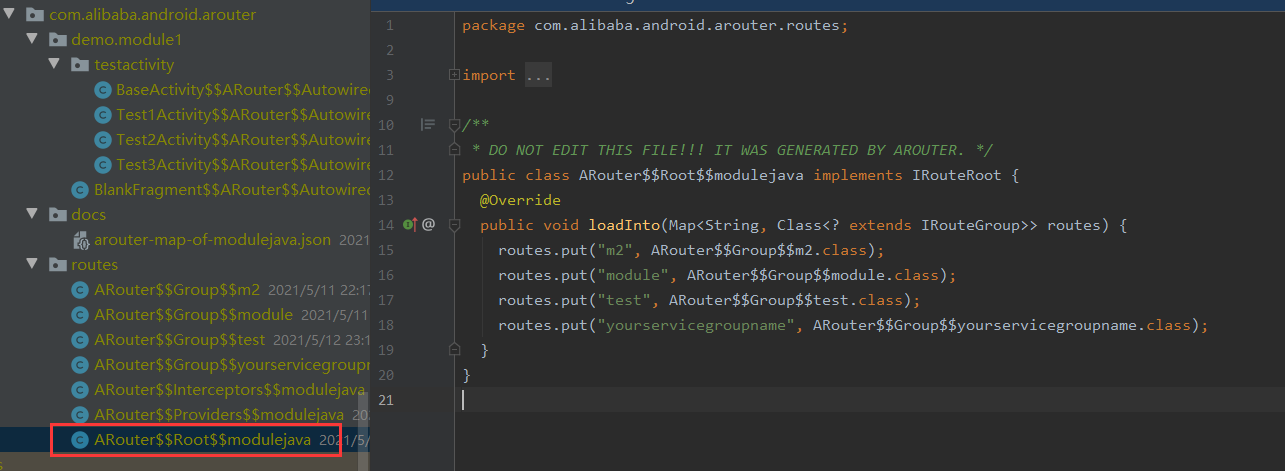 com.alibaba.android.arouter
demo.module1
testactivity
BaseActivity$$ARouter$$Autowire
Test1Activity$$ARouter$$Autowire
Test2Activity$$ARouter$$Autowire
Test3Activity$$ARouter$$Autowire
BlankFragment$$ARouter$$Autowire
docs
arouter-map-of-modulejava.json 2021
routes
ARouter$$Group$$m2 2021/5/11 22:17
ARouter$$Group$$module 2021/5/11
ARouter$$Group$$test 2021/5/12 23:1
ARouter$$Group$$yourservicegroupn
ARouter$$Interceptors$$modulejava
ARouter$$Providers$$modulejava 20
ARouter$$Root$$modulejava 2021/5/
1 package com.alibaba.android.arouter.routes;
2
3 import ...
9
10 /**
11 * DO NOT EDIT THIS FILE!!! IT WAS GENERATED BY AROUTER. */
12 public class ARouter$$Root$$modulejava implements IRouteRoot {
13 @Override
14 @ public void loadInto(Map<String, Class<? extends IRouteGroup>> routes) {
15 routes.put("m2", ARouter$$Group$$m2.class);
16 routes.put("module", ARouter$$Group$$module.class);
17 routes.put("test", ARouter$$Group$$test.class);
18 routes.put("yourservicegroupname", ARouter$$Group$$yourservicegroupname.class);
19 }
20 }
21